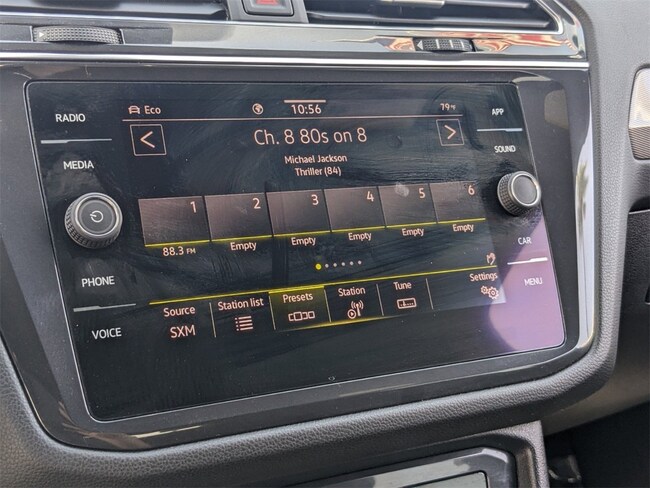 RADIO
MEDIA
PHONE
VOICE
Eco
10:56
79°F
Ch. 8 80s on 8
Michael Jackson
Thriller (84)
1 2 3 4 5 6
88.3 FM Empty Empty Empty Empty Empty
Source
SXM
Station list
Presets
Station
Tune
Settings
APP
SOUND
CAR
MENU